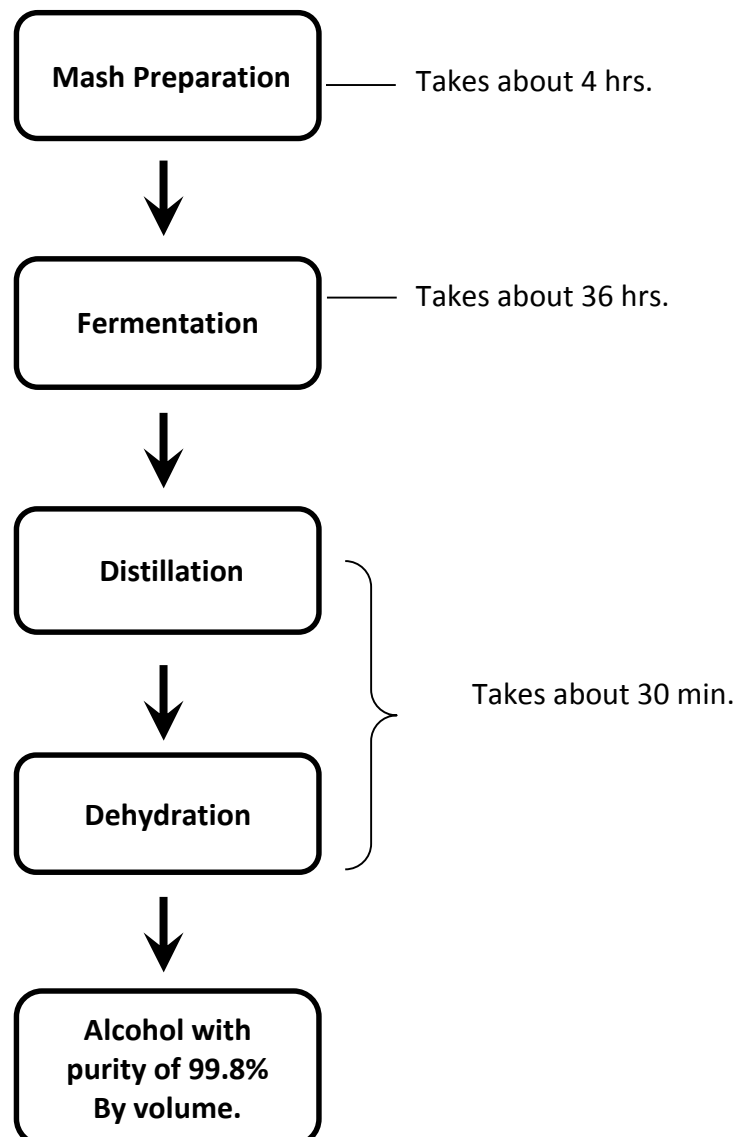 Mash Preparation
Takes about 4 hrs.
Fermentation
Takes about 36 hrs.
Distillation
Takes about 30 min.
Dehydration
Alcohol with
purity of 99.8%
By volume.